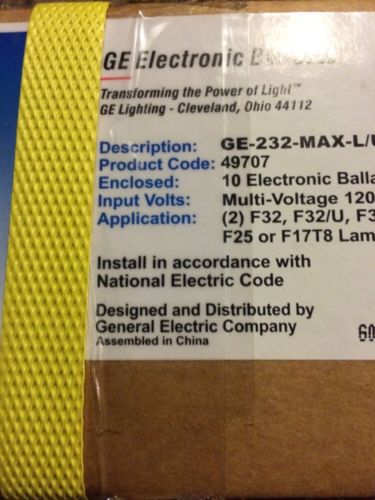 GE Electronic Ballasts
Transforming the Power of Light™
GE Lighting - Cleveland, Ohio 44112
Description: GE-232-MAX-L/U
Product Code: 49707
Enclosed: 10 Electronic Balla
Input Volts: Multi-Voltage 120
Application: (2) F32, F32/U, F3
F25 or F17T8 Lam
Install in accordance with
National Electric Code
Designed and Distributed by
General Electric Company
Assembled in China
60